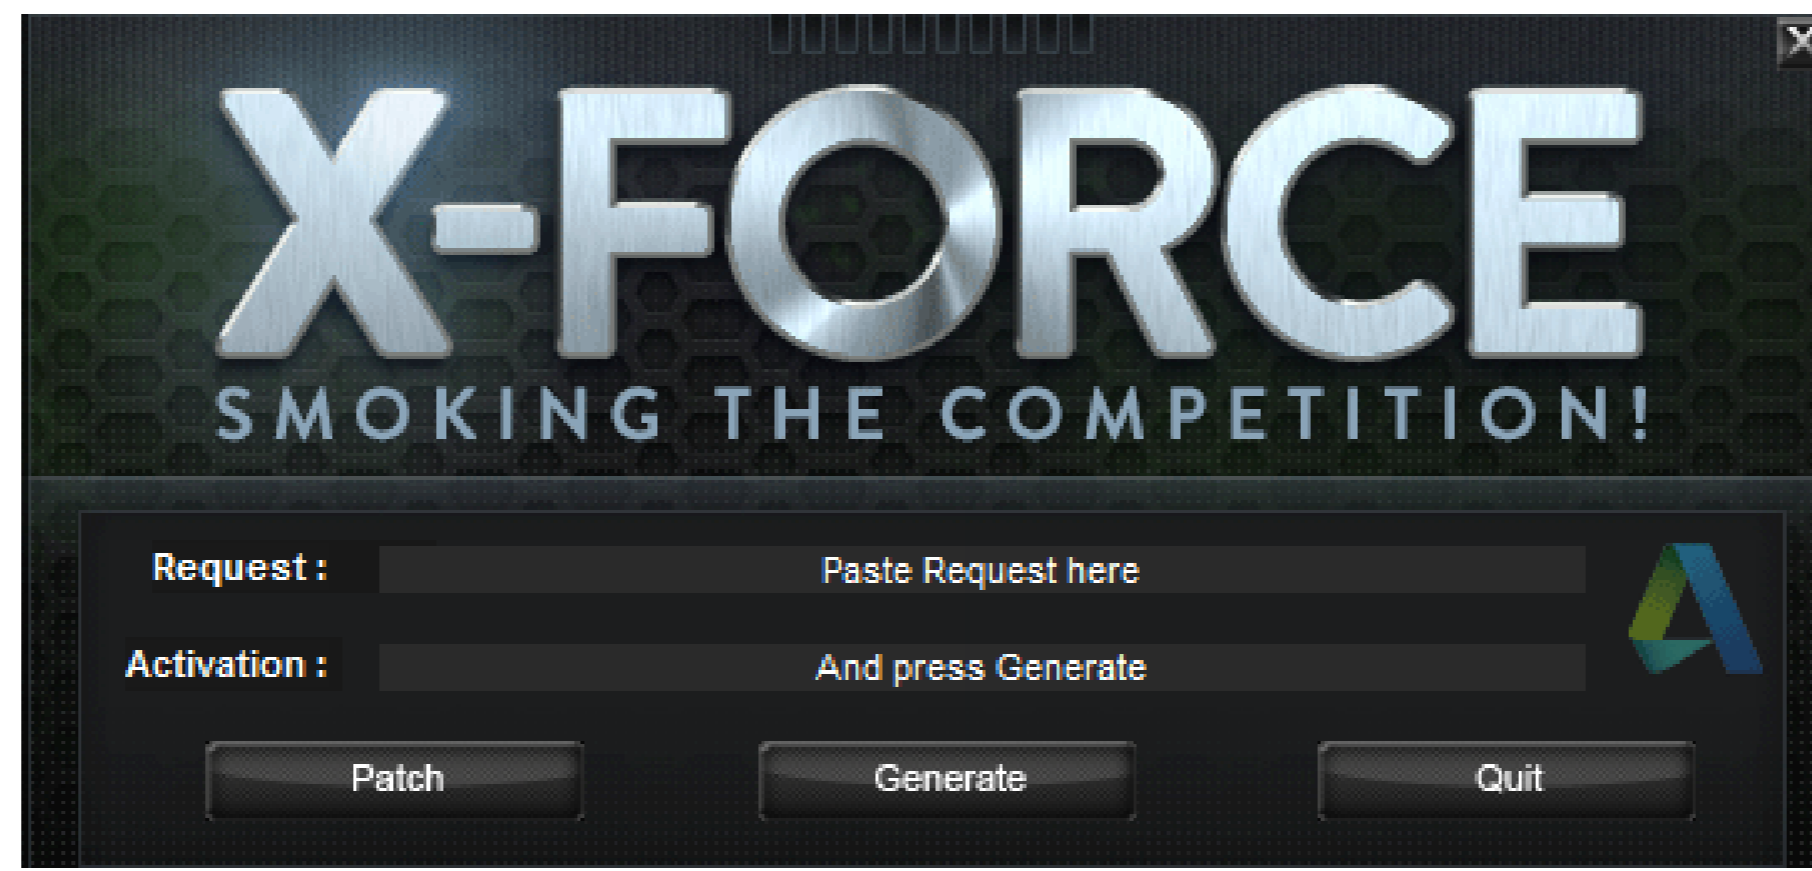 X
X-FORCE
SMOKING THE COMPETITION!
Request : Paste Request here
Activation : And press Generate
Patch Generate Quit